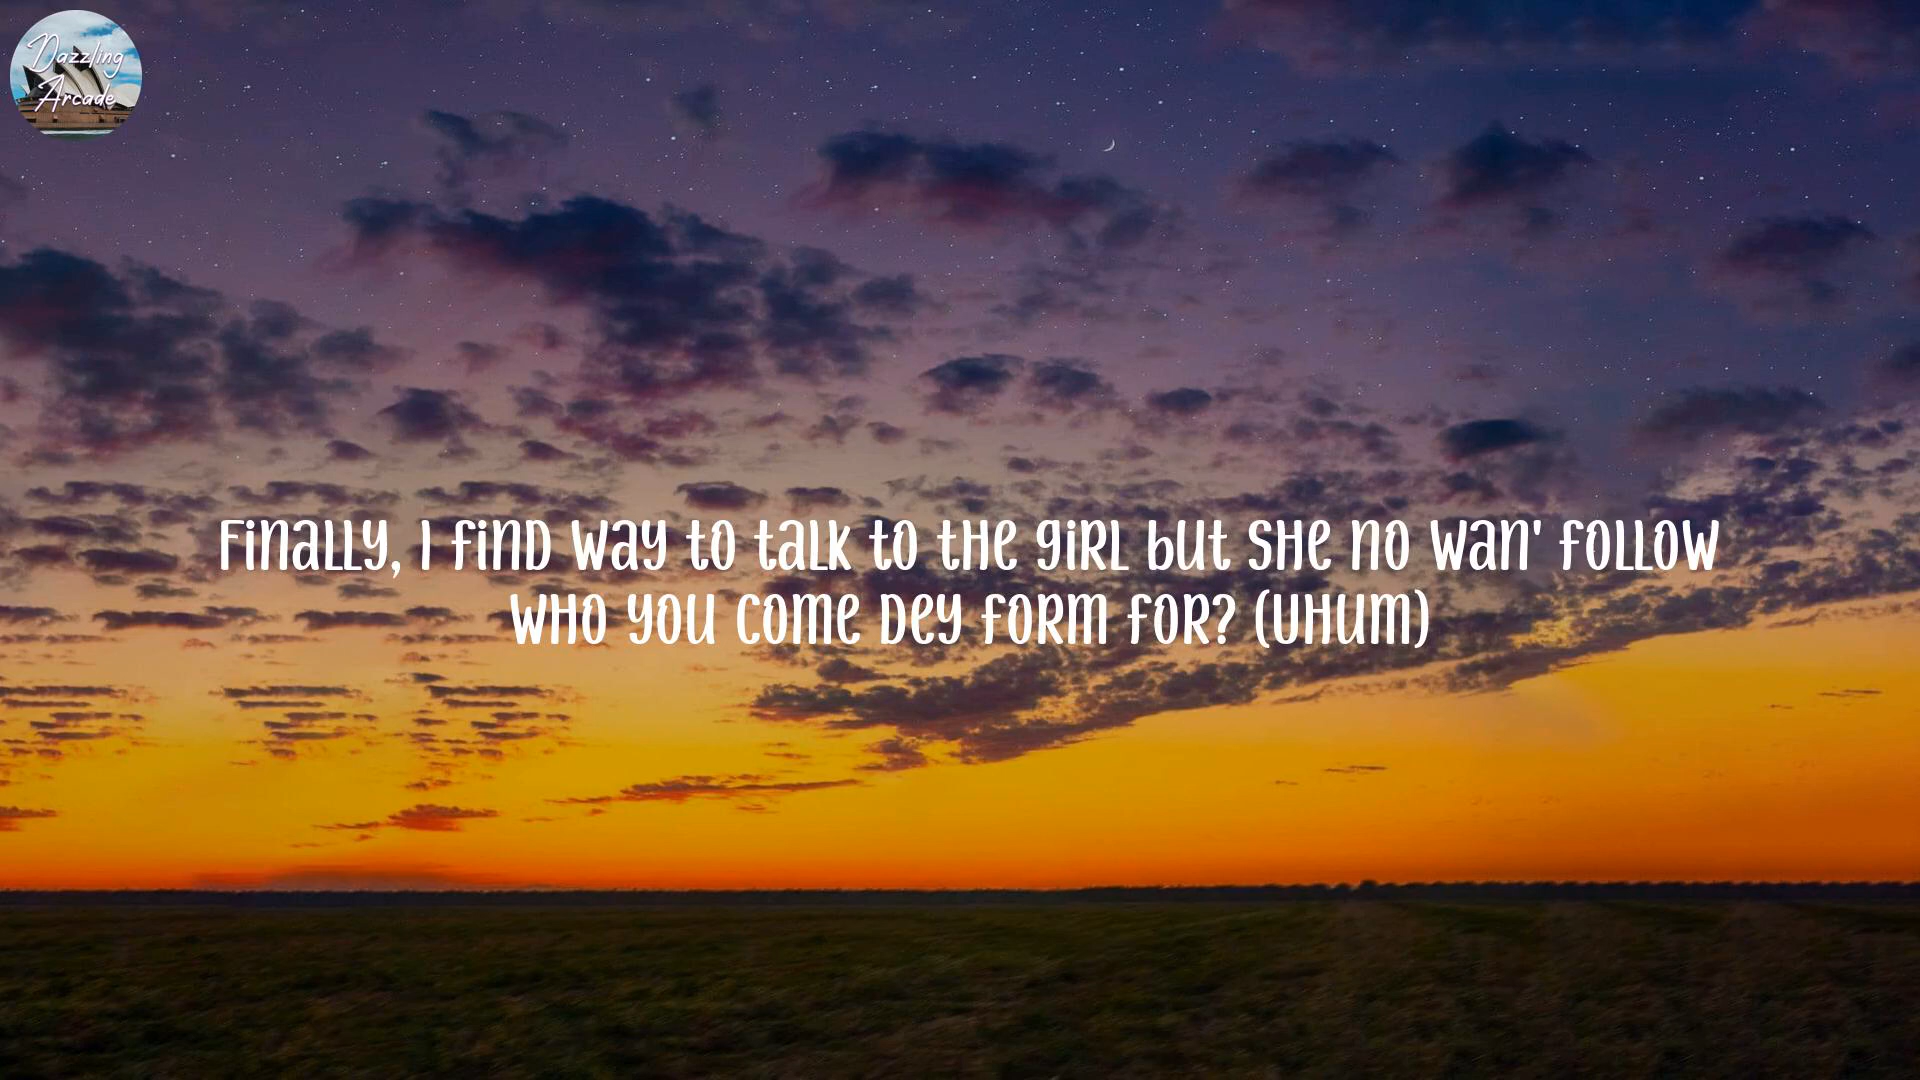 Dazzling
Arcade
Finally, I find way to talk to the girl but she no wan' follow
Who you come dey form for? (Uhum)